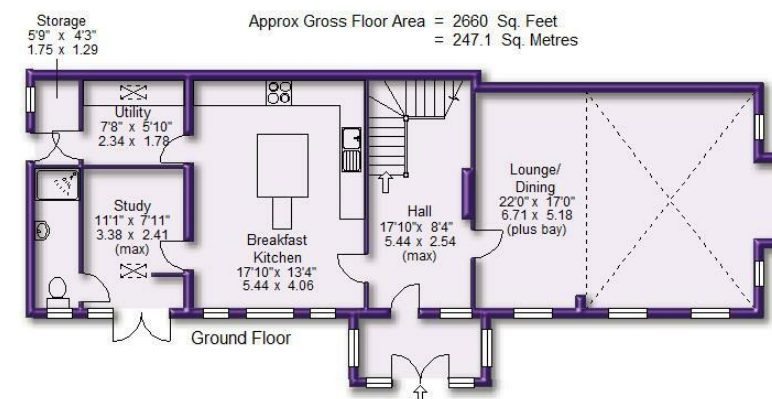 Storage
5'9" x 4'3"
1.75 x 1.29
Approx Gross Floor Area = 2660 Sq. Feet
= 247.1 Sq. Metres
Utility
7'8" x 5'10"
2.34 x 1.78
Study
11'1" x 7'11"
3.38 x 2.41
(max)
Breakfast
Kitchen
17'10"x 13'4"
5.44 x 4.06
Hall
17'10"x 8'4"
5.44 x 2.54
(max)
Lounge/
Dining
22'0" x 17'0"
6.71 x 5.18
(plus bay)
Ground Floor